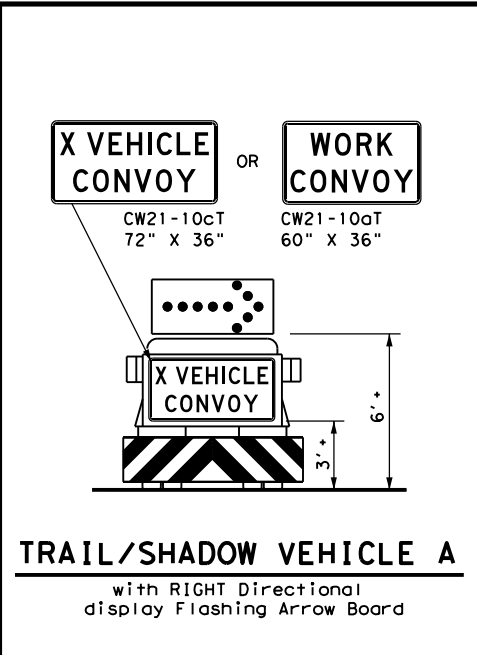 X VEHICLE
CONVOY
OR
WORK
CONVOY
CW21-10cT
72" X 36"
CW21-10aT
60" X 36"
X VEHICLE
CONVOY
6' +
3' +
TRAIL/SHADOW VEHICLE A
with RIGHT Directional
display Flashing Arrow Board